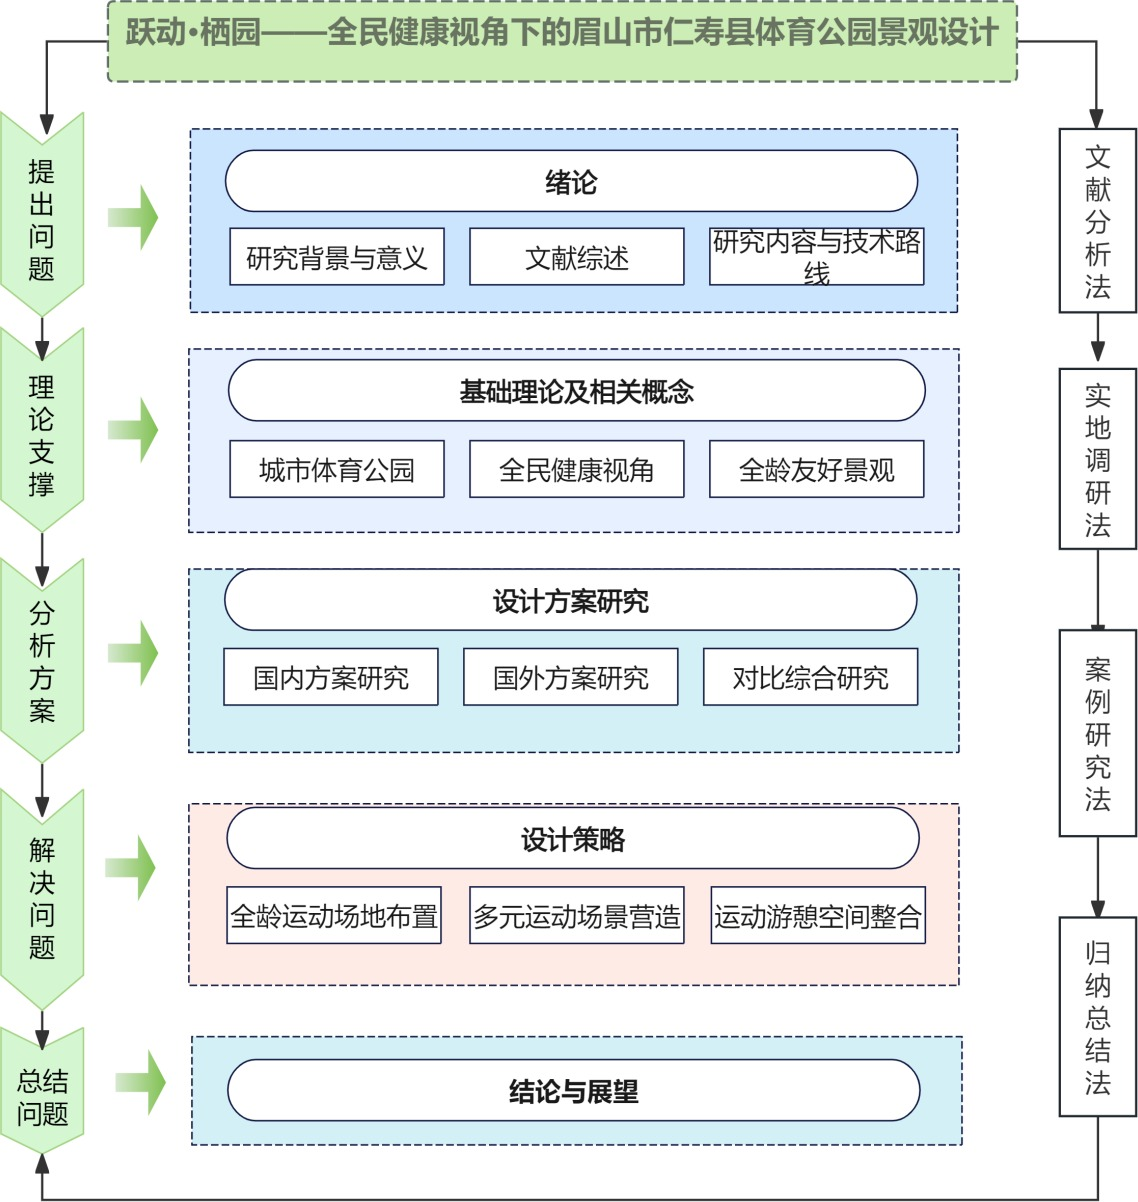 跃动·栖园——全民健康视角下的眉山市仁寿县体育公园景观设计
提出问题
绪论
研究背景与意义
文献综述
研究内容与技术路
线
理论支撑
基础理论及相关概念
城市体育公园
全民健康视角
全龄友好景观
分析方案
设计方案研究
国内方案研究
国外方案研究
对比综合研究
解决问题
设计策略
全龄运动场地布置
多元运动场景营造
运动游憩空间整合
总结
问题
结论与展望
文献分析法
实地调研法
案例研究法
归纳总结法